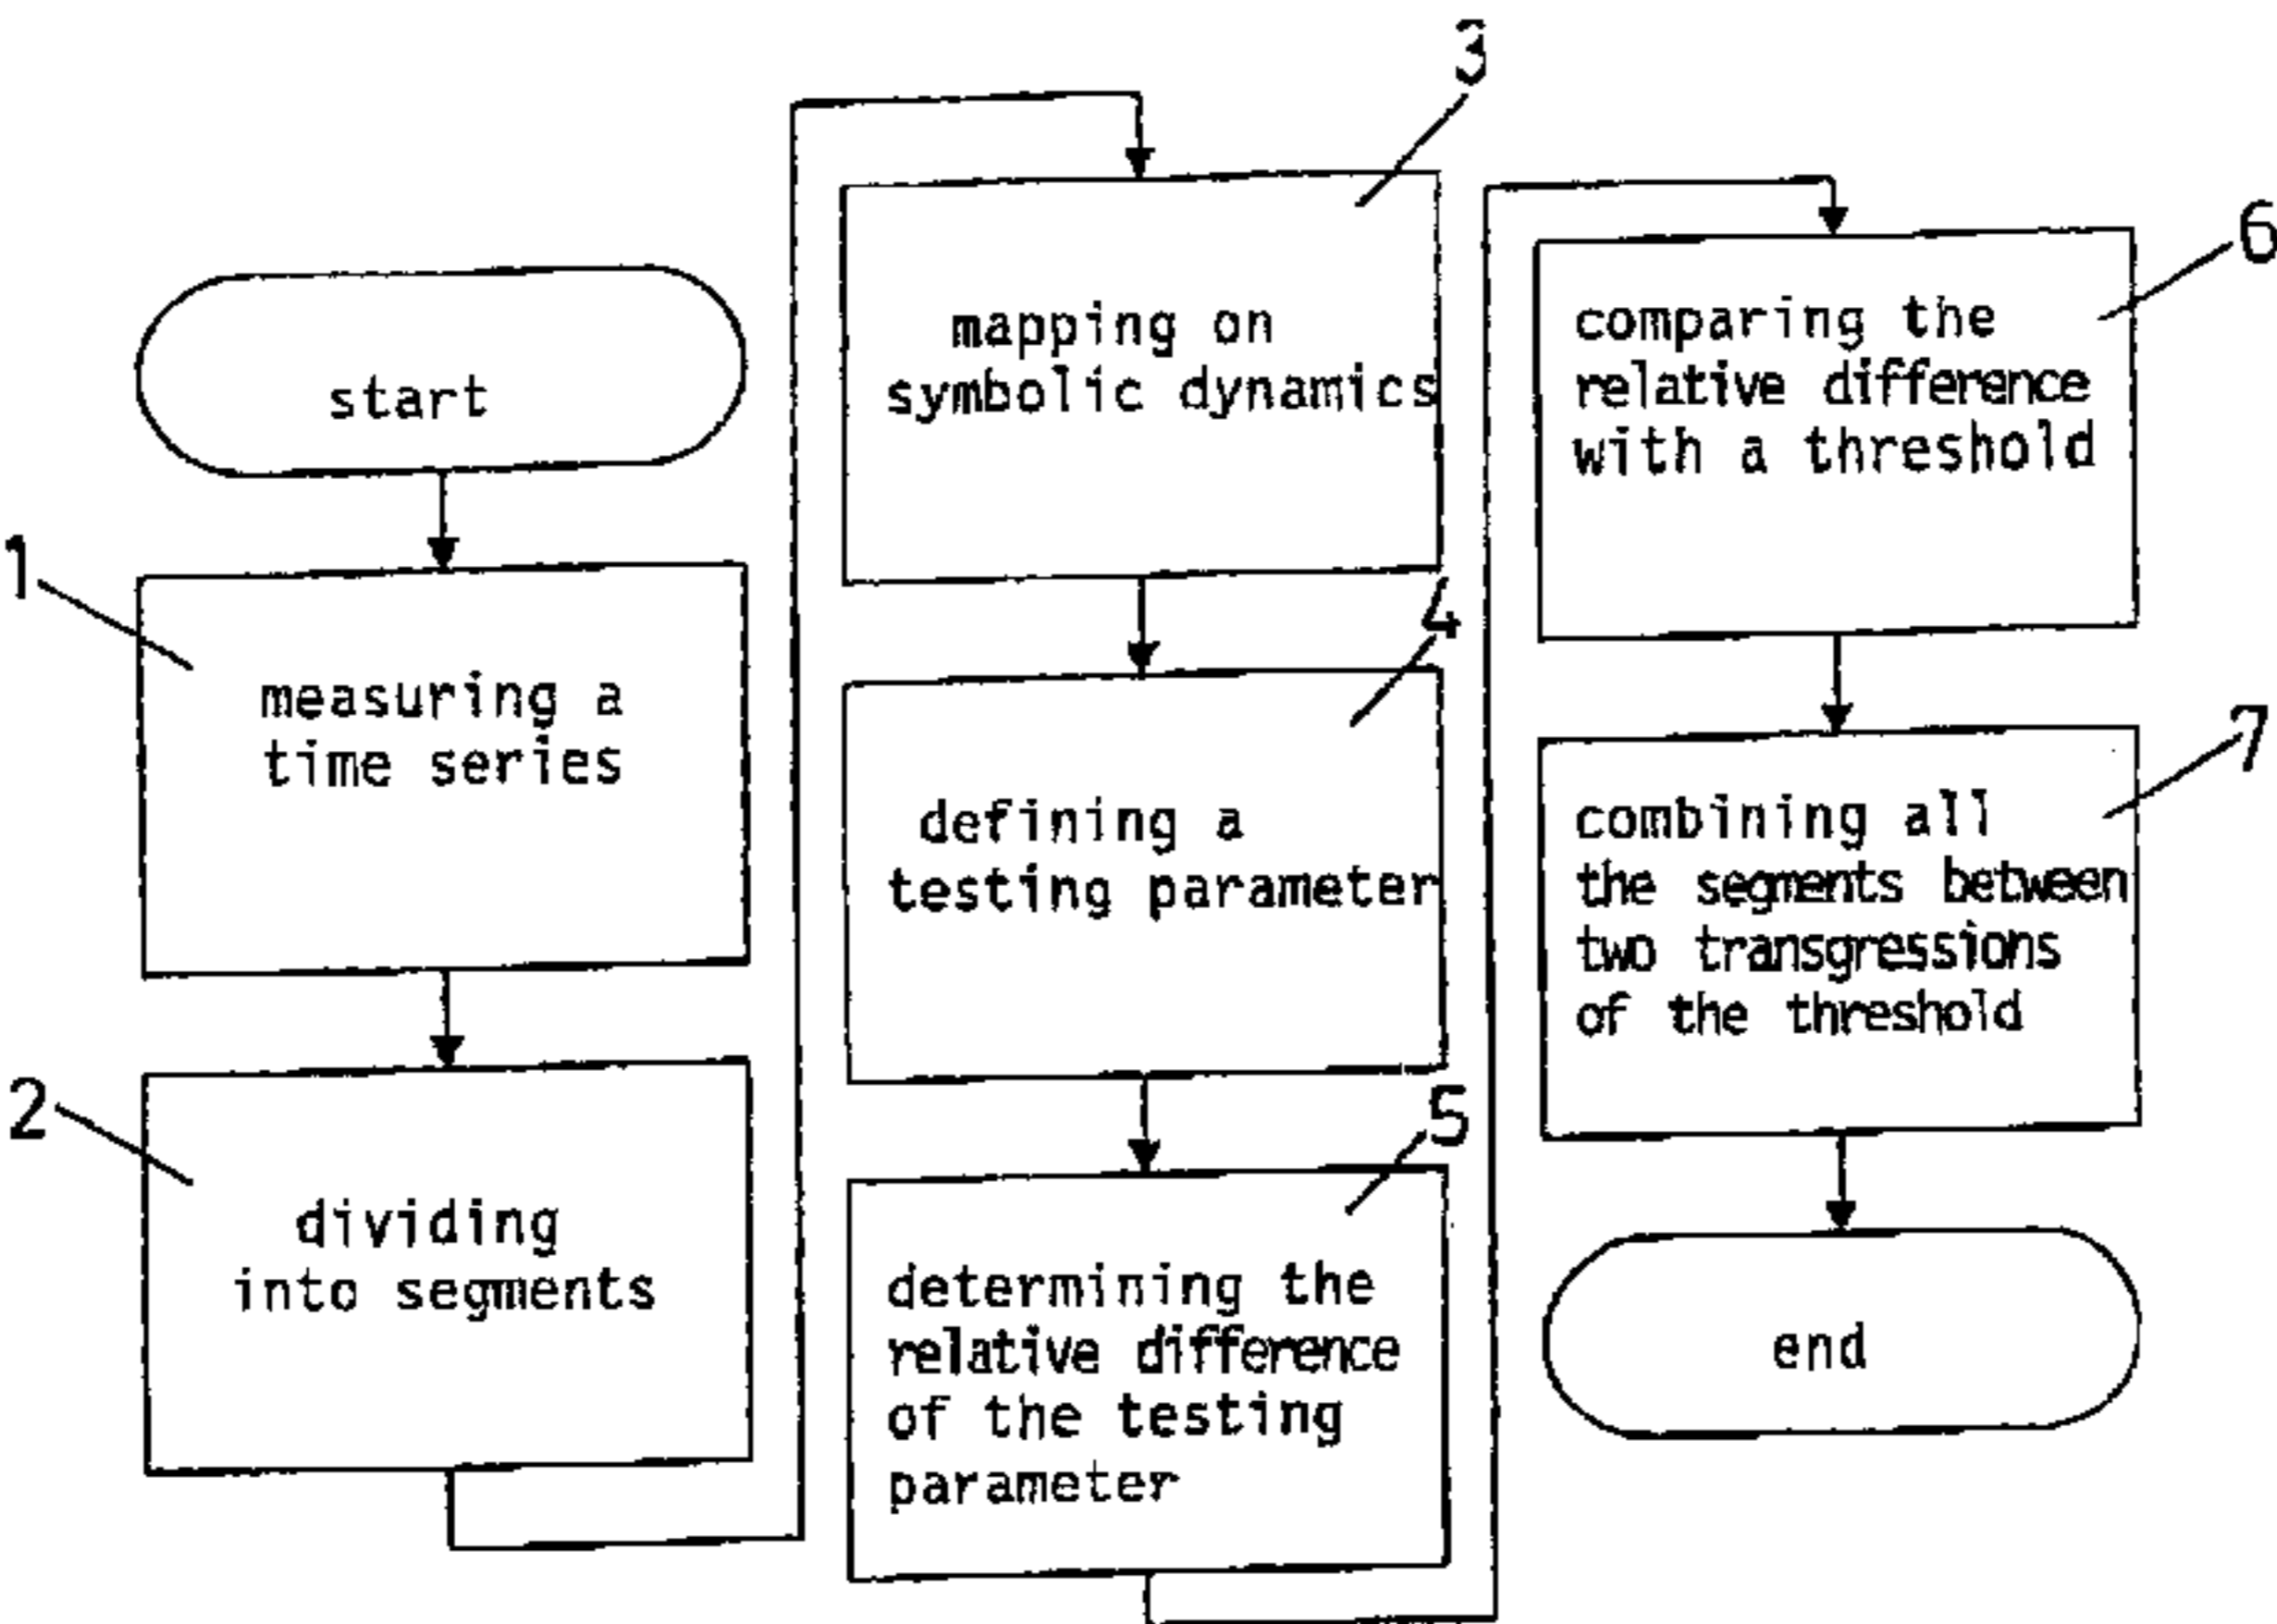 start
1
measuring a
time series
2
dividing
into segments
3
mapping on
symbolic dynamics
4
defining a
testing parameter
5
determining the
relative difference
of the testing
parameter
6
comparing the
relative difference
with a threshold
7
combining all
the segments between
two transgressions
of the threshold
end